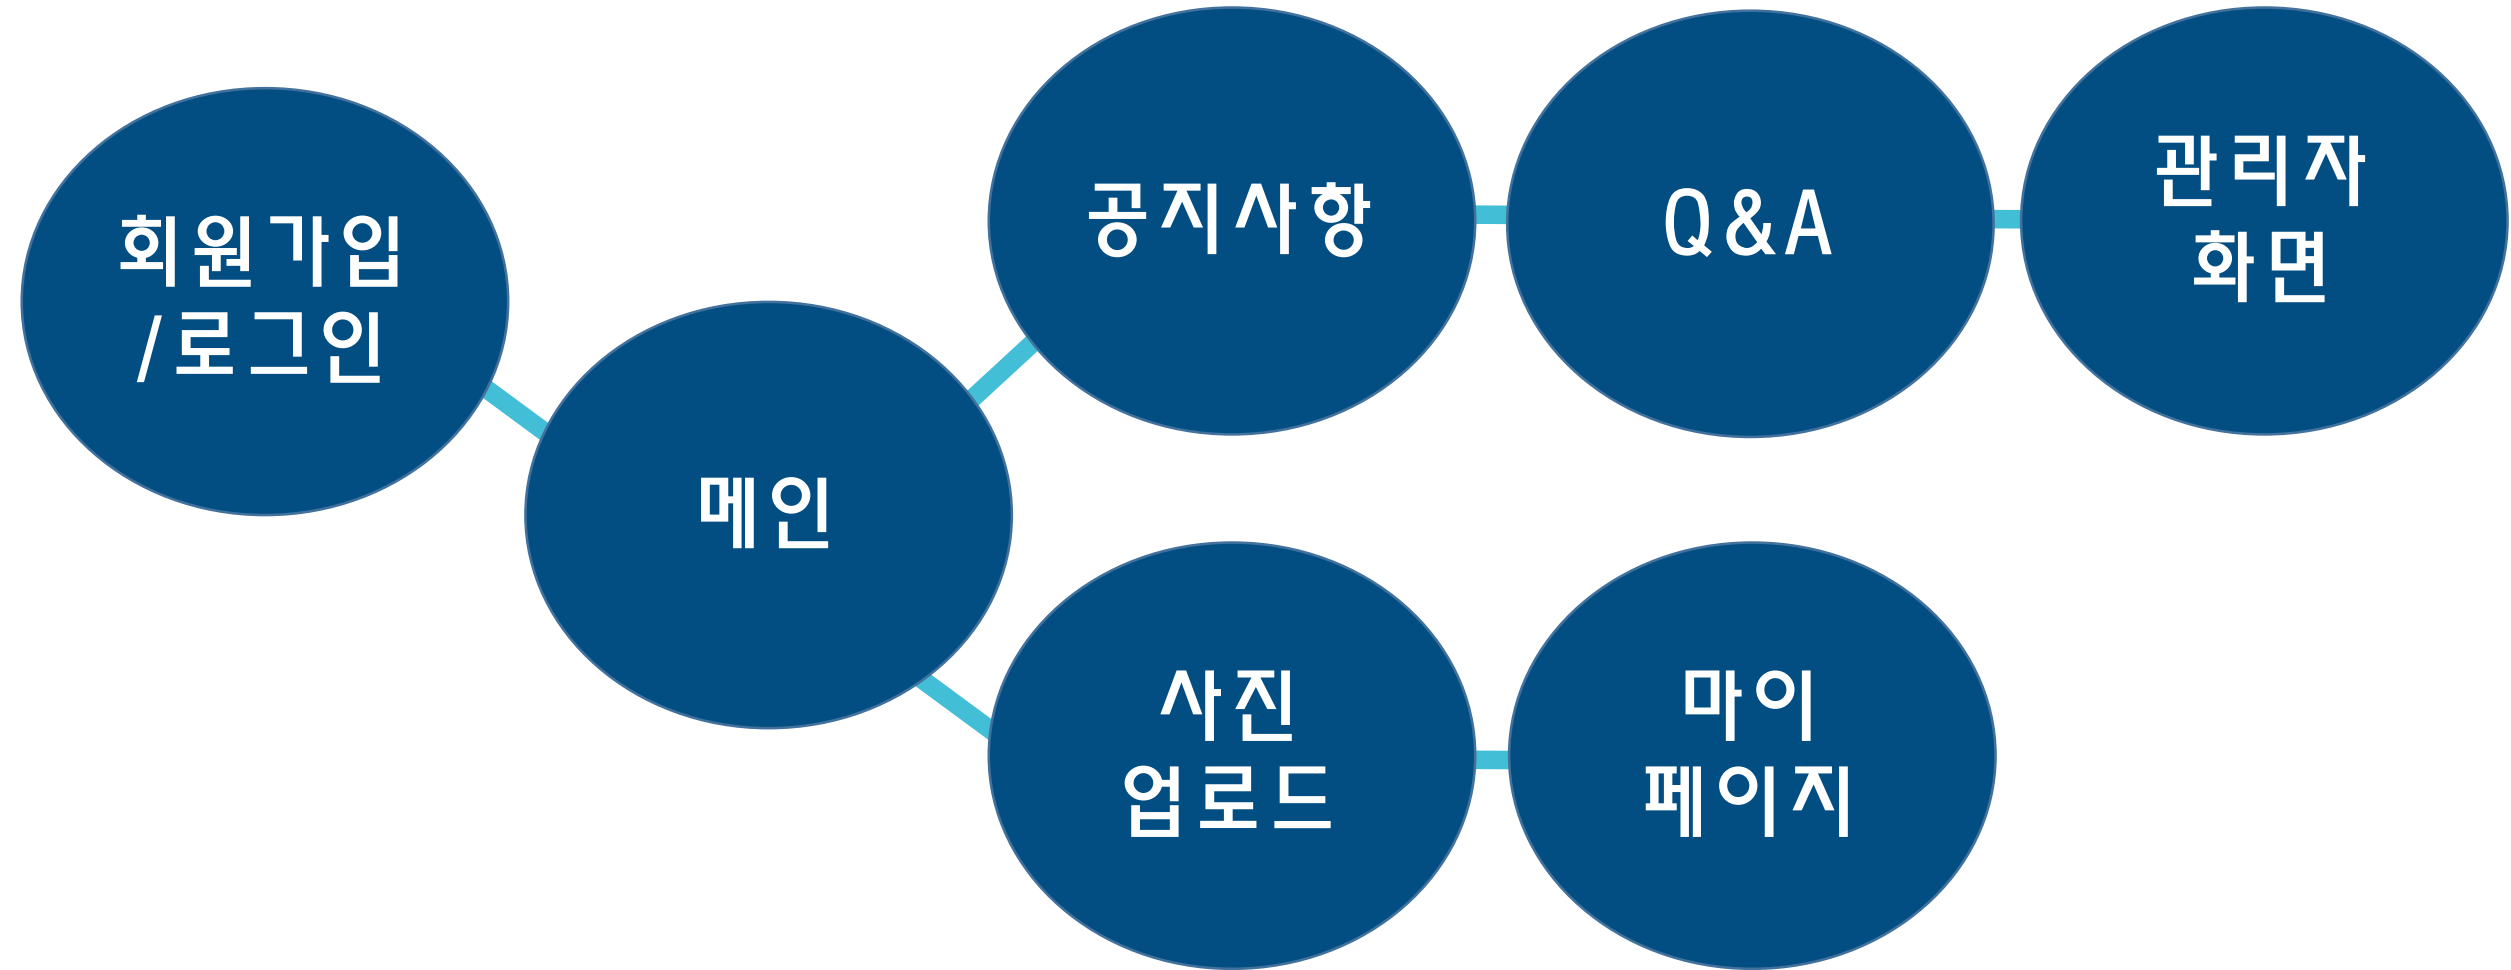 회원가입
/로그인
메인
공지사항
Q&A
관리자
화면
사진
업로드
마이
페이지